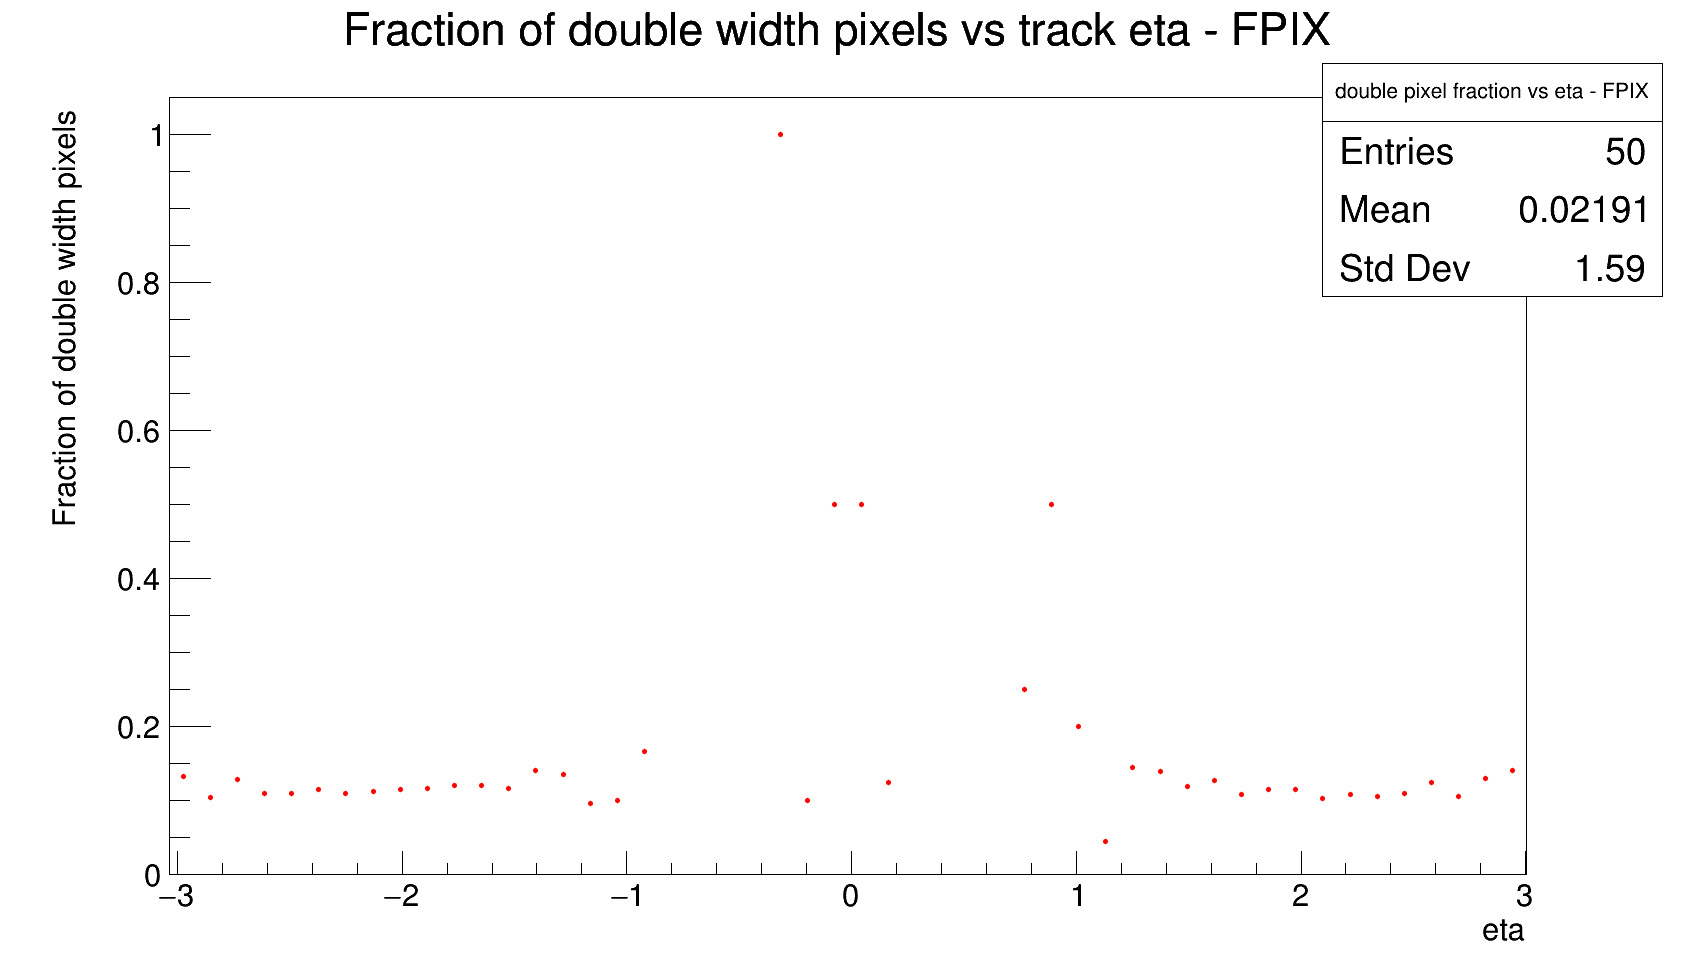 Fraction of double width pixels vs track eta - FPIX
double pixel fraction vs eta - FPIX
Entries 50
Mean 0.02191
Std Dev 1.59
Fraction of double width pixels
1
0.8
0.6
0.4
0.2
0
−3 −2 −1 0 1 2 3
eta